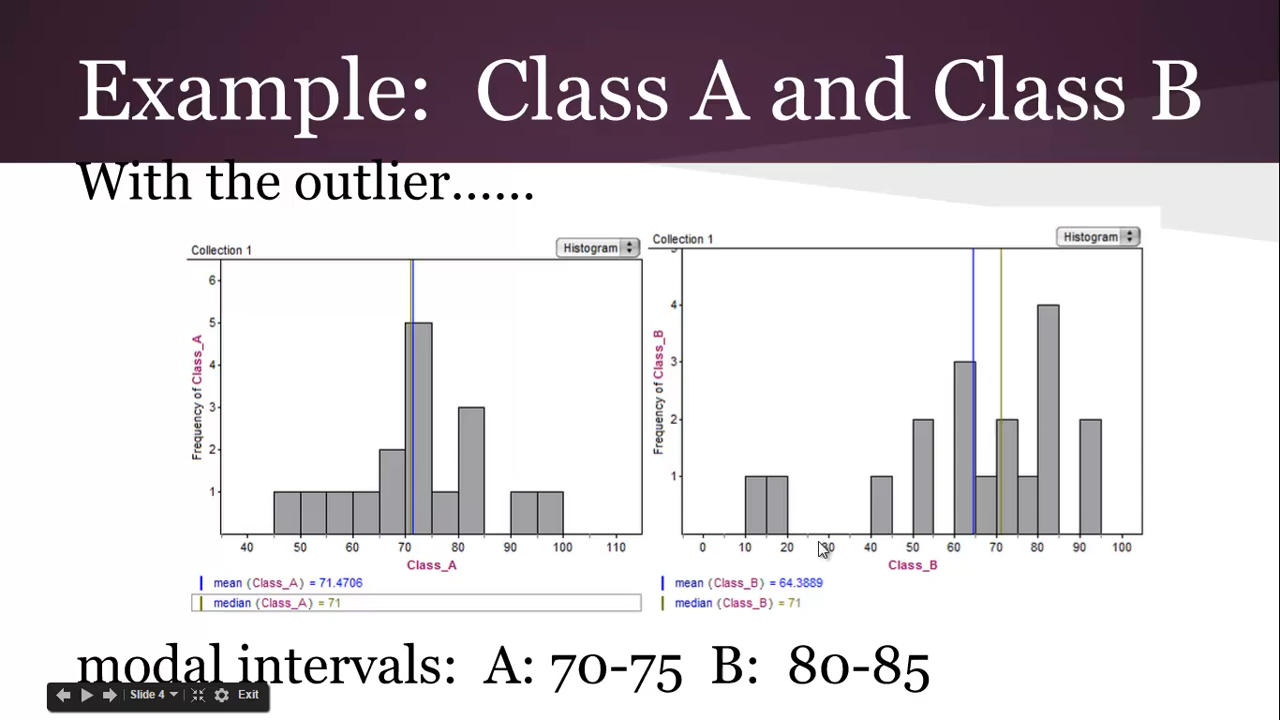 Example: Class A and Class B
With the outlier......
Collection 1
Histogram
6
5
4
3
2
1
Frequency of Class_A
40 50 60 70 80 90 100 110
Class_A
mean (Class_A) = 71.4706
median (Class_A) = 71
Collection 1
Histogram
5
4
3
2
1
Frequency of Class_B
0 10 20 30 40 50 60 70 80 90 100
Class_B
mean (Class_B) = 64.3889
median (Class_B) = 71
modal intervals: A: 70-75 B: 80-85
Slide 4 Exit